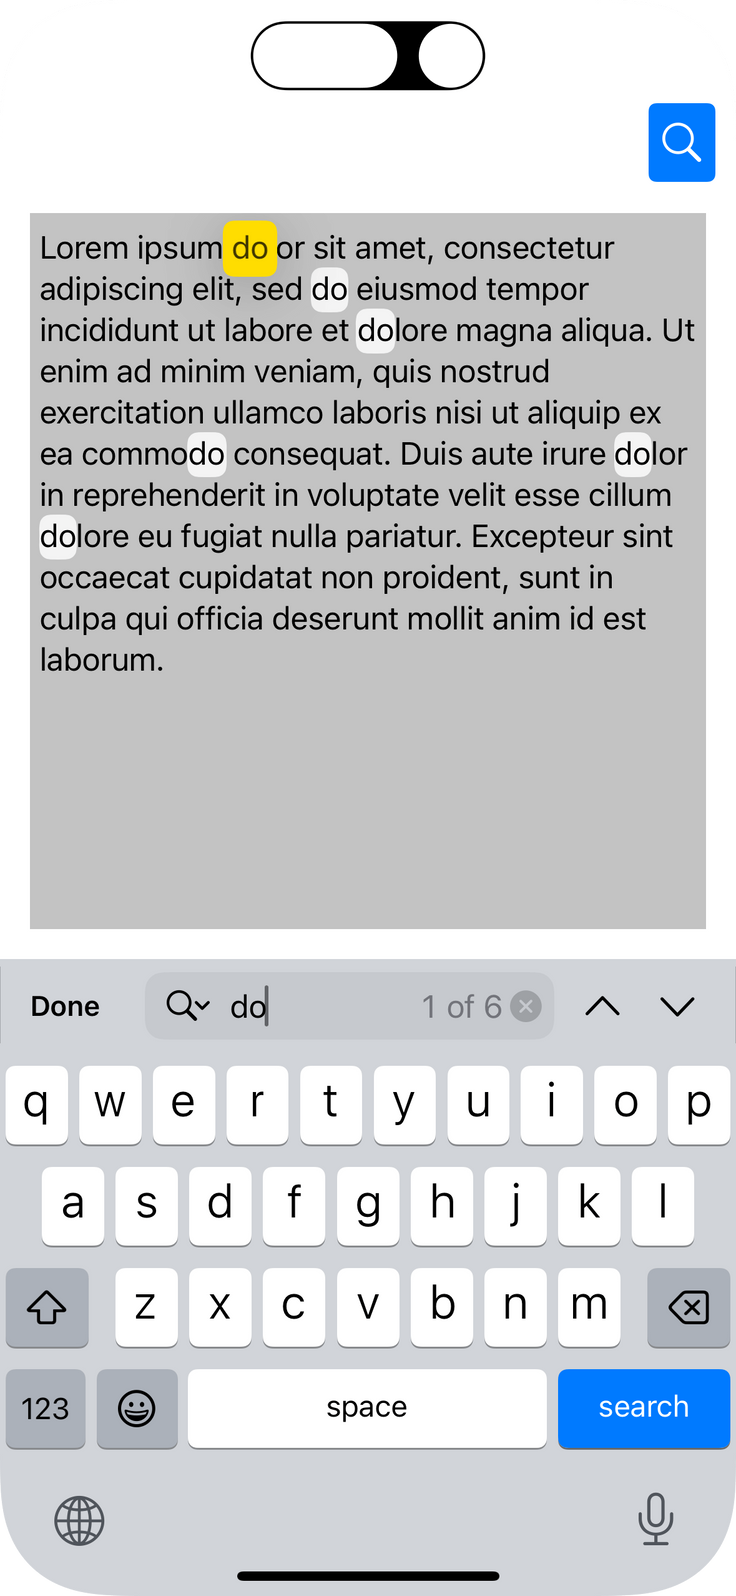 Lorem ipsum do or sit amet, consectetur
adipiscing elit, sed do eiusmod tempor
incididunt ut labore et dolore magna aliqua. Ut
enim ad minim veniam, quis nostrud
exercitation ullamco laboris nisi ut aliquip ex
ea commodo consequat. Duis aute irure dolor
in reprehenderit in voluptate velit esse cillum
dolore eu fugiat nulla pariatur. Excepteur sint
occaecat cupidatat non proident, sunt in
culpa qui officia deserunt mollit anim id est
laborum.
Done do 1 of 6
q w e r t y u i o p
a s d f g h j k l
z x c v b n m
123 space search